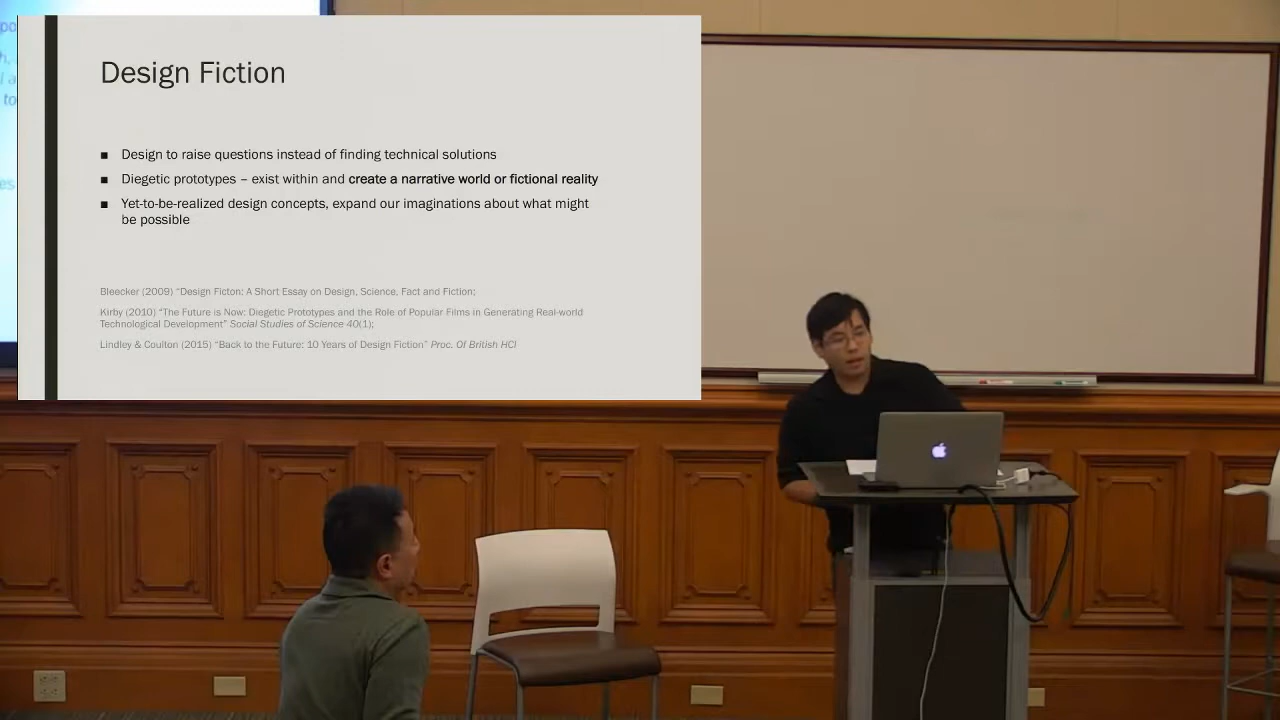 Design Fiction
■ Design to raise questions instead of finding technical solutions
■ Diegetic prototypes – exist within and create a narrative world or fictional reality
■ Yet-to-be-realized design concepts, expand our imaginations about what might
be possible
Bleecker (2009) “Design Ficton: A Short Essay on Design, Science, Fact and Fiction;
Kirby (2010) “The Future is Now: Diegetic Prototypes and the Role of Popular Films in Generating Real-world
Technological Development” Social Studies of Science 40(1);
Lindley & Coulton (2015) “Back to the Future: 10 Years of Design Fiction” Proc. Of British HCI